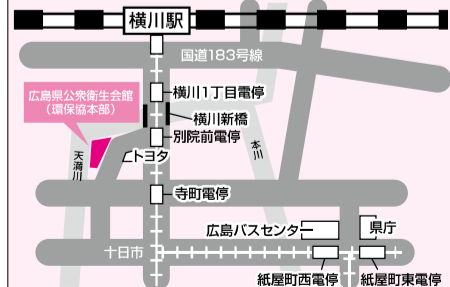 横川駅
国道183号線
横川1丁目電停
広島県公衆衛生会館
(環保協本部)
横川新橋
別院前電停
トヨタ
天満川
本川
寺町電停
広島バスセンター
県庁
十日市
紙屋町西電停
紙屋町東電停